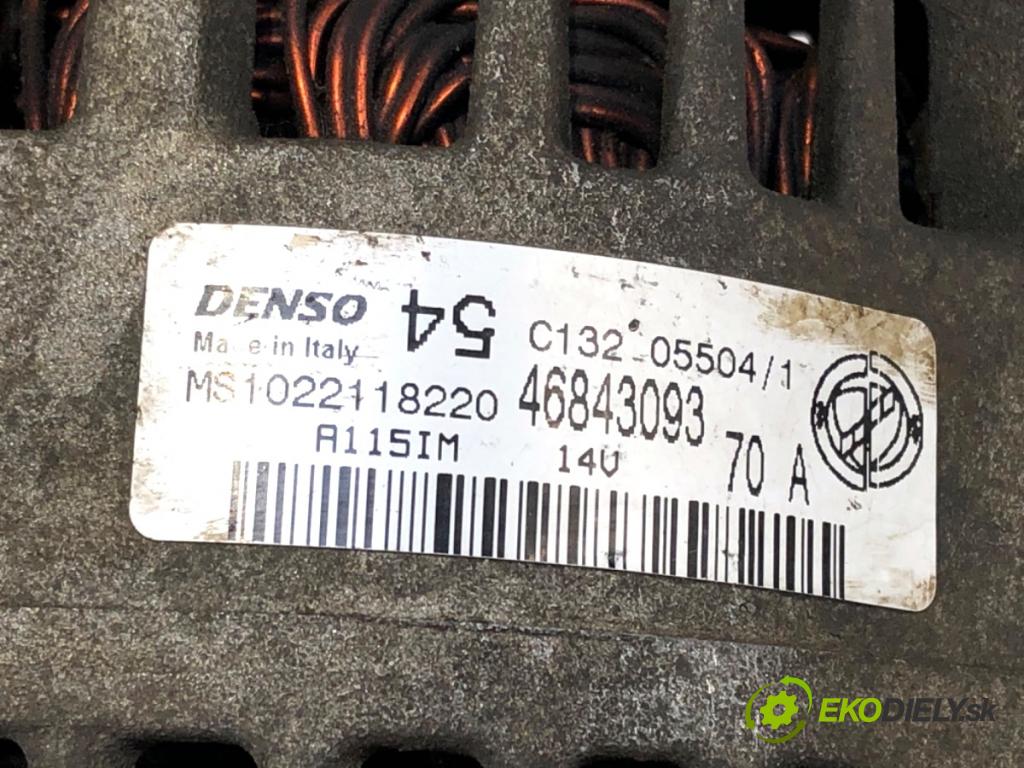 DENSO 54 C132 05504/1
Made in Italy
MS1022118220 46843093
A115IM 14V 70 A
EKODIELY.sk